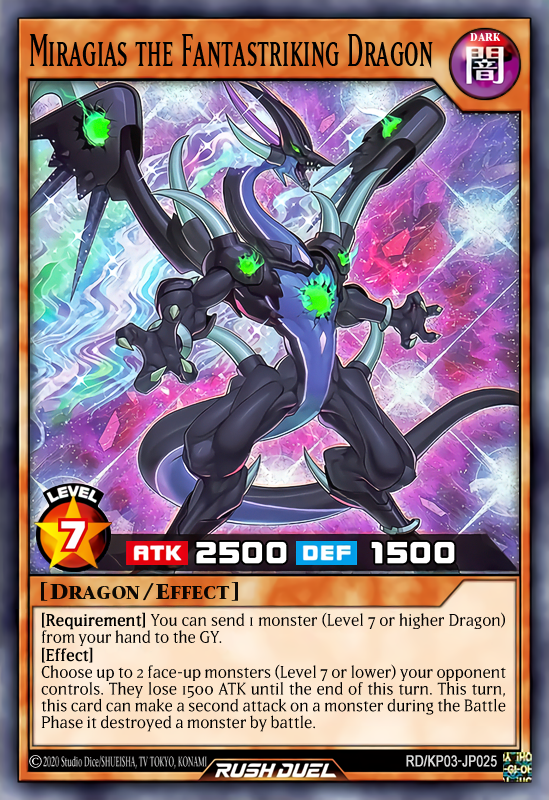 MIRAGIAS THE FANTASTRIKING DRAGON
DARK
闇
LEVEL
7
ATK 2500 DEF 1500
[DRAGON/EFFECT]
[Requirement] You can send 1 monster (Level 7 or higher Dragon)
from your hand to the GY.
[Effect]
Choose up to 2 face-up monsters (Level 7 or lower) your opponent
controls. They lose 1500 ATK until the end of this turn. This turn,
this card can make a second attack on a monster during the Battle
Phase it destroyed a monster by battle.
©2020 Studio Dice/SHUEISHA, TV TOKYO, KONAMI
RUSH DUEL
RD/KP03-JP025